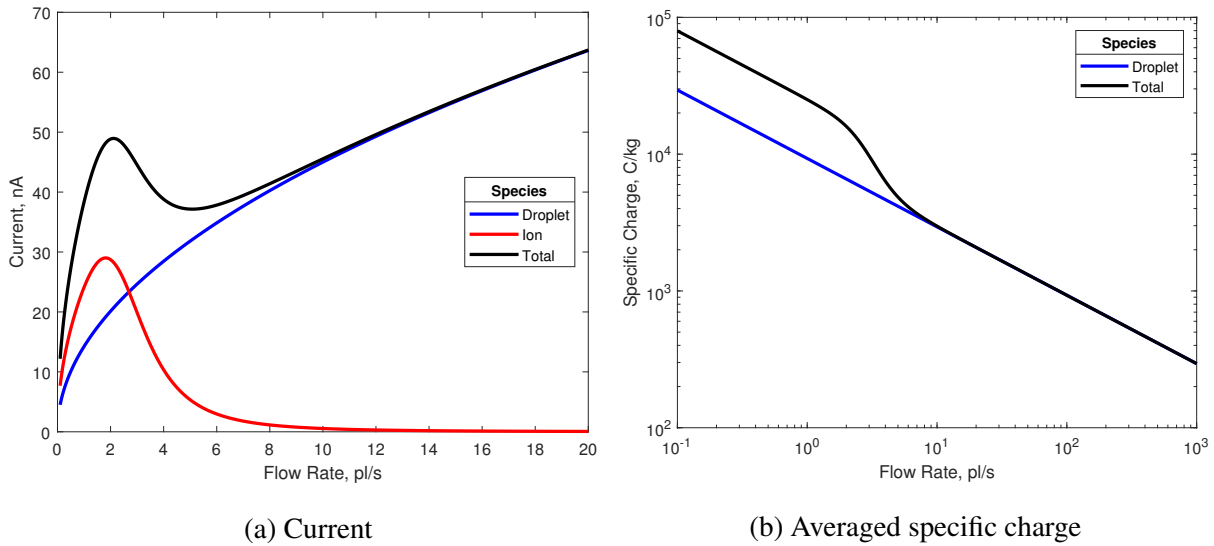 70
60
50
40
30
20
10
0
Current, nA
0 2 4 6 8 10 12 14 16 18 20
Flow Rate, pl/s
Species
Droplet
Ion
Total
(a) Current
10^5
10^4
10^3
10^2
Specific Charge, C/kg
10^-1 10^0 10^1 10^2 10^3
Flow Rate, pl/s
Species
Droplet
Total
(b) Averaged specific charge